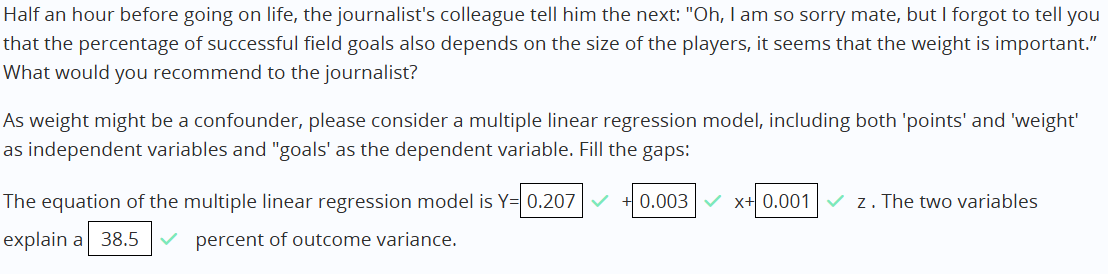 Half an hour before going on life, the journalist's colleague tell him the next: "Oh, I am so sorry mate, but I forgot to tell you
that the percentage of successful field goals also depends on the size of the players, it seems that the weight is important.”
What would you recommend to the journalist?
As weight might be a confounder, please consider a multiple linear regression model, including both 'points' and 'weight'
as independent variables and "goals' as the dependent variable. Fill the gaps:
The equation of the multiple linear regression model is Y= 0.207 ✓ + 0.003 ✓ x+ 0.001 ✓ z . The two variables
explain a 38.5 ✓ percent of outcome variance.